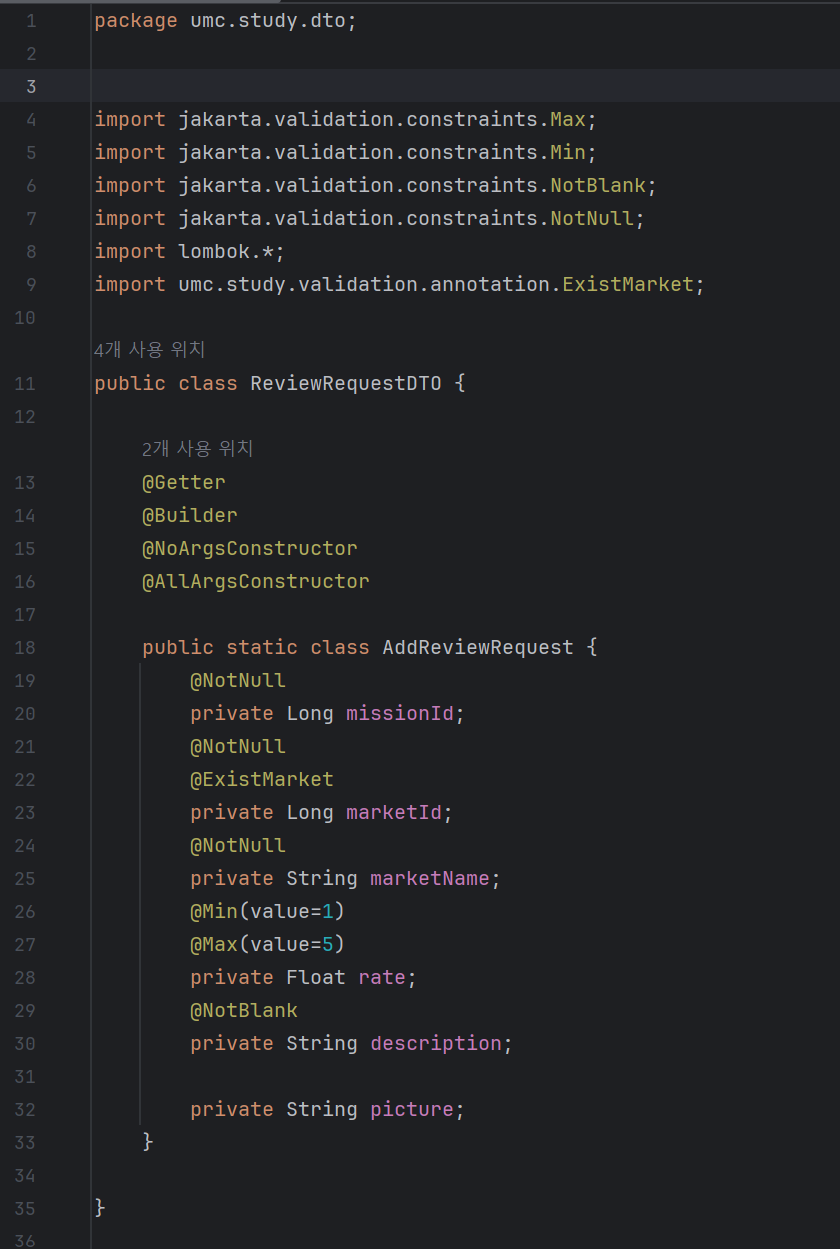 1 package umc.study.dto;
2
3
4 import jakarta.validation.constraints.Max;
5 import jakarta.validation.constraints.Min;
6 import jakarta.validation.constraints.NotBlank;
7 import jakarta.validation.constraints.NotNull;
8 import lombok.*;
9 import umc.study.validation.annotation.ExistMarket;
10
4개 사용 위치
11 public class ReviewRequestDTO {
12
2개 사용 위치
13 @Getter
14 @Builder
15 @NoArgsConstructor
16 @AllArgsConstructor
17
18 public static class AddReviewRequest {
19 @NotNull
20 private Long missionId;
21 @NotNull
22 @ExistMarket
23 private Long marketId;
24 @NotNull
25 private String marketName;
26 @Min(value=1)
27 @Max(value=5)
28 private Float rate;
29 @NotBlank
30 private String description;
31
32 private String picture;
33 }
34
35 }
36